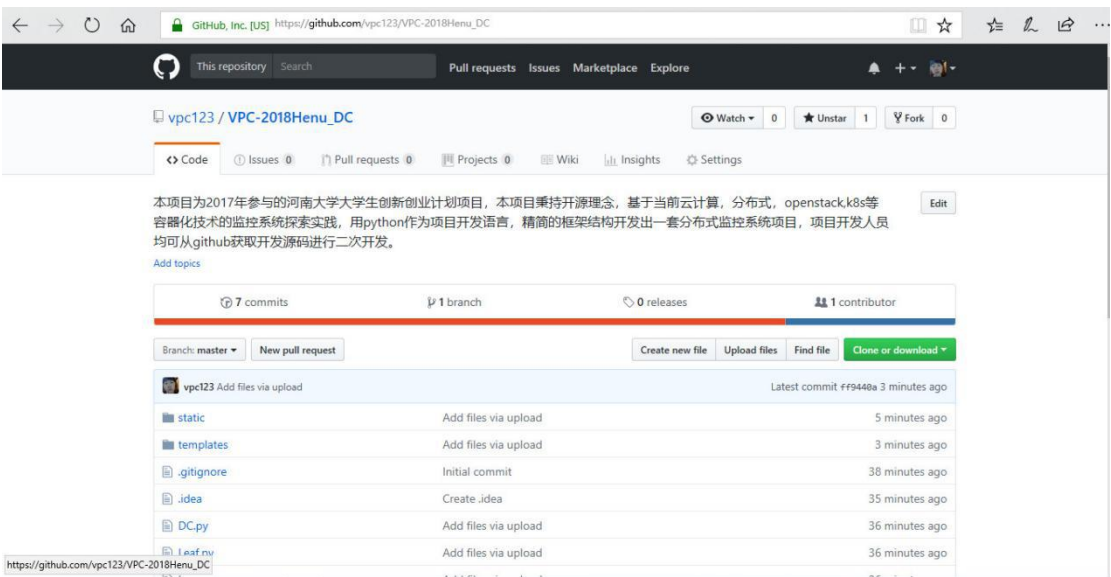 GitHub, Inc. [US] https://github.com/vpc123/VPC-2018Henu_DC
This repository Search Pull requests Issues Marketplace Explore
vpc123 / VPC-2018Henu_DC Watch 0 Unstar 1 Fork 0
Code Issues 0 Pull requests 0 Projects 0 Wiki Insights Settings
本项目为2017年参与的河南大学大学生创新创业计划项目，本项目秉持开源理念，基于当前云计算，分布式，openstack,k8s等 Edit
容器化技术的监控系统探索实践，用python作为项目开发语言，精简的框架结构开发出一套分布式监控系统项目，项目开发人员
均可从github获取开发源码进行二次开发。
Add topics
7 commits 1 branch 0 releases 1 contributor
Branch: master New pull request Create new file Upload files Find file Clone or download
vpc123 Add files via upload Latest commit ff9440a 3 minutes ago
static Add files via upload 5 minutes ago
templates Add files via upload 3 minutes ago
.gitignore Initial commit 38 minutes ago
.idea Create .idea 35 minutes ago
DC.py Add files via upload 36 minutes ago
Leaf.py Add files via upload 36 minutes ago
https://github.com/vpc123/VPC-2018Henu_DC